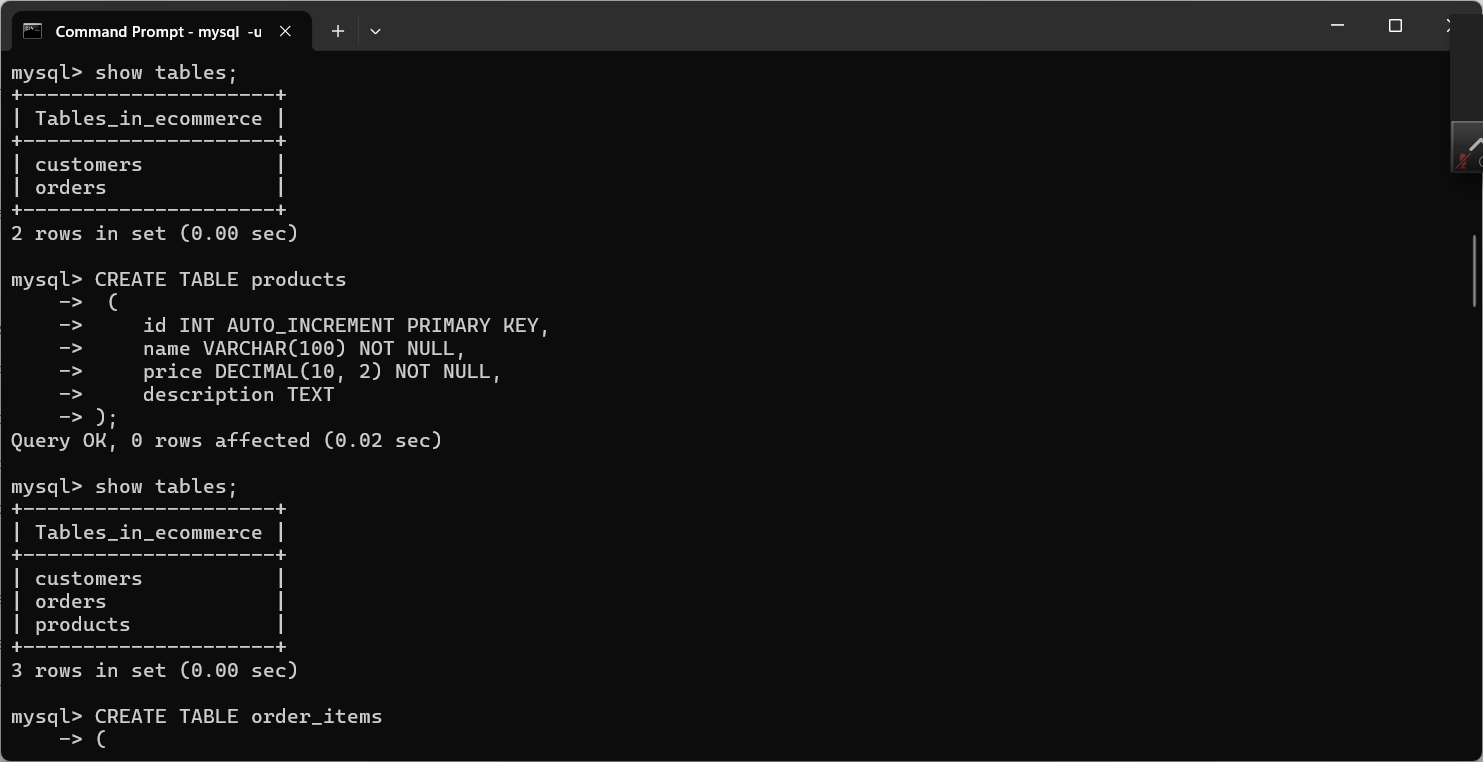 Command Prompt - mysql -u
mysql> show tables;
+---------------------+
| Tables_in_ecommerce |
+---------------------+
| customers           |
| orders              |
+---------------------+
2 rows in set (0.00 sec)
mysql> CREATE TABLE products
    ->  (
    ->     id INT AUTO_INCREMENT PRIMARY KEY,
    ->     name VARCHAR(100) NOT NULL,
    ->     price DECIMAL(10, 2) NOT NULL,
    ->     description TEXT
    -> );
Query OK, 0 rows affected (0.02 sec)
mysql> show tables;
+---------------------+
| Tables_in_ecommerce |
+---------------------+
| customers           |
| orders              |
| products            |
+---------------------+
3 rows in set (0.00 sec)
mysql> CREATE TABLE order_items
    -> (